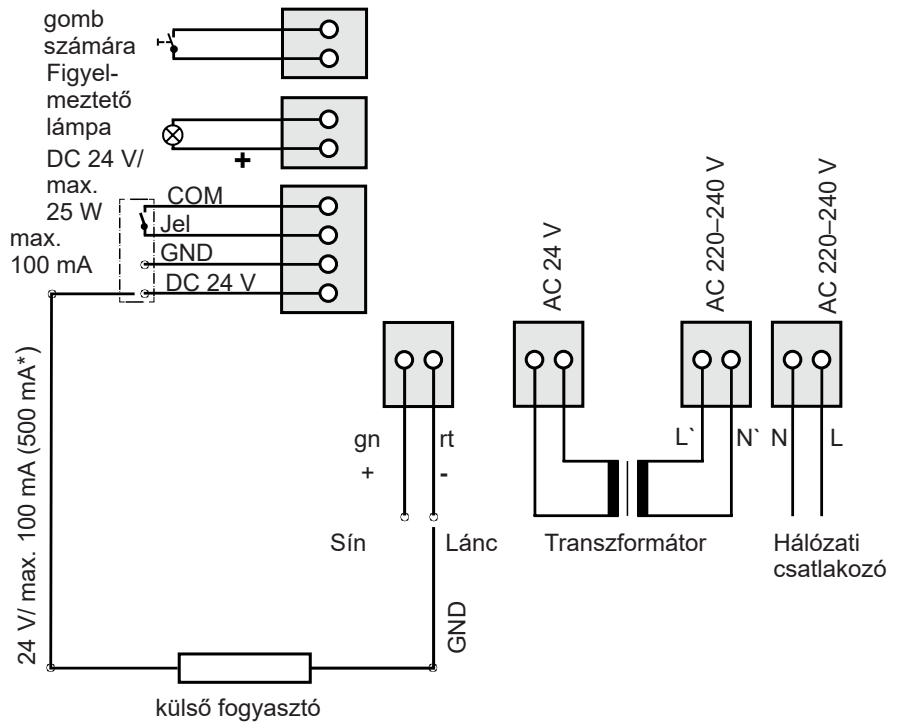 gomb
számára
Figyel-
meztető
lámpa
DC 24 V/
max.
25 W
+
max.
100 mA
COM
Jel
GND
DC 24 V
24 V/ max. 100 mA (500 mA*)
AC 24 V
AC 220–240 V
AC 220–240 V
gn
rt
+
-
L`
N`
N
L
Sín
Lánc
Transzformátor
Hálózati
csatlakozó
GND
külső fogyasztó